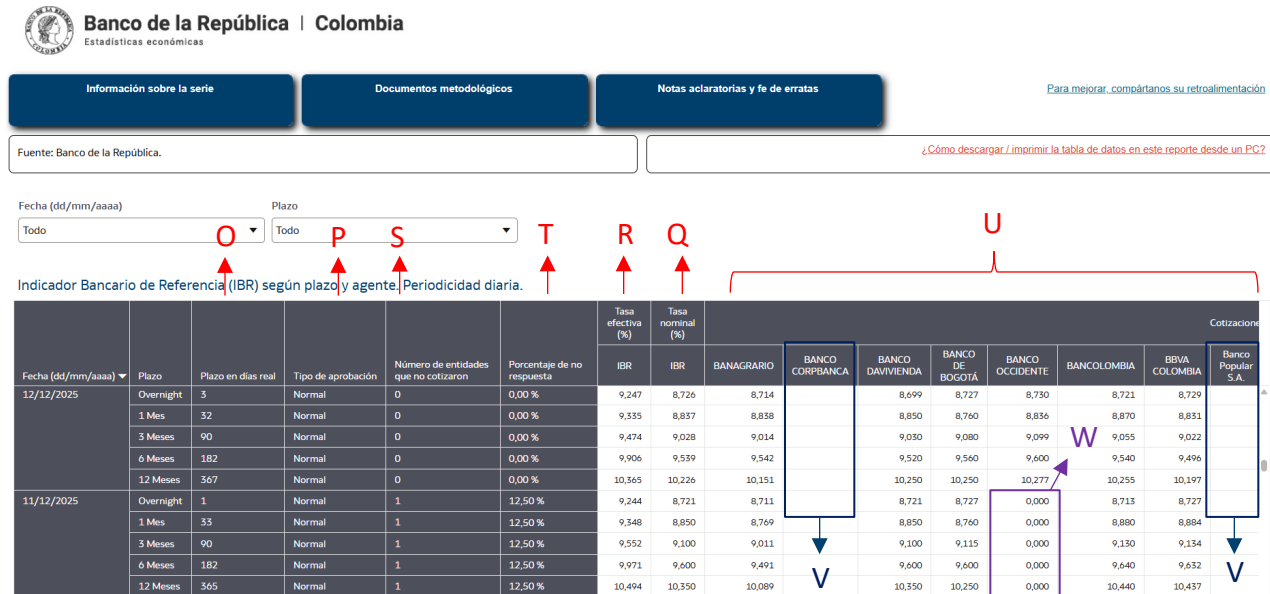 Banco de la República | Colombia
Estadísticas económicas
Información sobre la serie
Documentos metodológicos
Notas aclaratorias y fe de erratas
Para mejorar, compártanos su retroalimentación
Fuente: Banco de la República.
¿Cómo descargar / imprimir la tabla de datos en este reporte desde un PC?
Fecha (dd/mm/aaaa) Plazo
Todo Todo
O P S T R Q U
Indicador Bancario de Referencia (IBR) según plazo y agente. Periodicidad diaria.
Tasa efectiva (%) Tasa nominal (%) Cotizacione
Fecha (dd/mm/aaaa) Plazo Plazo en días real Tipo de aprobación Número de entidades que no cotizaron Porcentaje de no respuesta IBR IBR BANAGRARIO BANCO CORPBANCA BANCO DAVIVIENDA BANCO DE BOGOTÁ BANCO OCCIDENTE BANCOLOMBIA BBVA COLOMBIA Banco Popular S.A.
12/12/2025 Overnight 3 Normal 0 0,00 % 9,247 8,726 8,714 8,699 8,727 8,730 8,721 8,729
1 Mes 32 Normal 0 0,00 % 9,335 8,837 8,838 8,850 8,760 8,836 8,870 8,831
3 Meses 90 Normal 0 0,00 % 9,474 9,028 9,014 9,030 9,080 9,099 9,055 9,022
W
6 Meses 182 Normal 0 0,00 % 9,906 9,539 9,542 9,520 9,560 9,600 9,540 9,496
12 Meses 367 Normal 0 0,00 % 10,365 10,226 10,151 10,250 10,250 10,277 10,255 10,197
11/12/2025 Overnight 1 Normal 1 12,50 % 9,244 8,721 8,711 8,721 8,727 0,000 8,713 8,727
1 Mes 33 Normal 1 12,50 % 9,348 8,850 8,769 8,850 8,760 0,000 8,880 8,884
3 Meses 90 Normal 1 12,50 % 9,552 9,100 9,011 9,100 9,115 0,000 9,130 9,134
6 Meses 182 Normal 1 12,50 % 9,971 9,600 9,491 9,600 9,600 0,000 9,640 9,632
12 Meses 365 Normal 1 12,50 % 10,494 10,350 10,089 10,350 10,250 0,000 10,440 10,437
V V